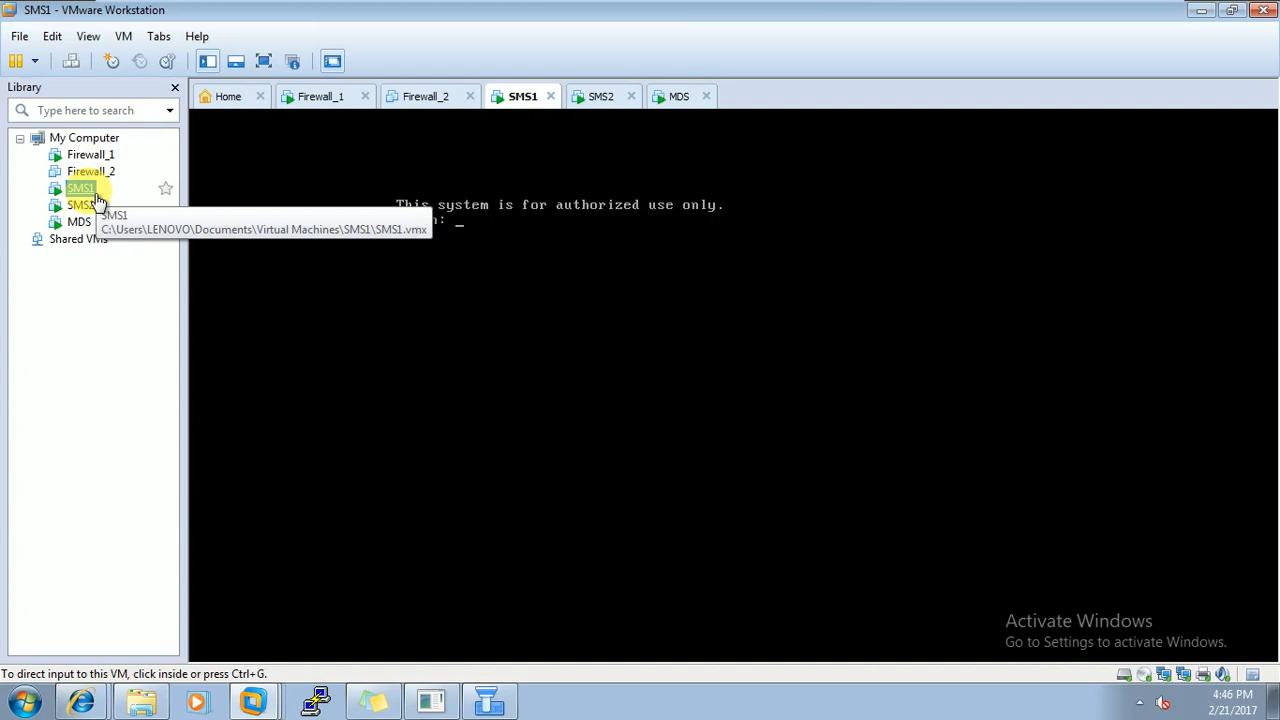 SMS1 - VMware Workstation
File Edit View VM Tabs Help
Library
Type here to search
Home Firewall_1 Firewall_2 SMS1 SMS2 MDS
My Computer
Firewall_1
Firewall_2
SMS1
MDS
Shared VMs
SMS1
C:\Users\LENOVO\Documents\Virtual Machines\SMS1\SMS1.vmx
This system is for authorized use only.
n: _
Activate Windows
Go to Settings to activate Windows.
To direct input to this VM, click inside or press Ctrl+G.
4:46 PM
2/21/2017